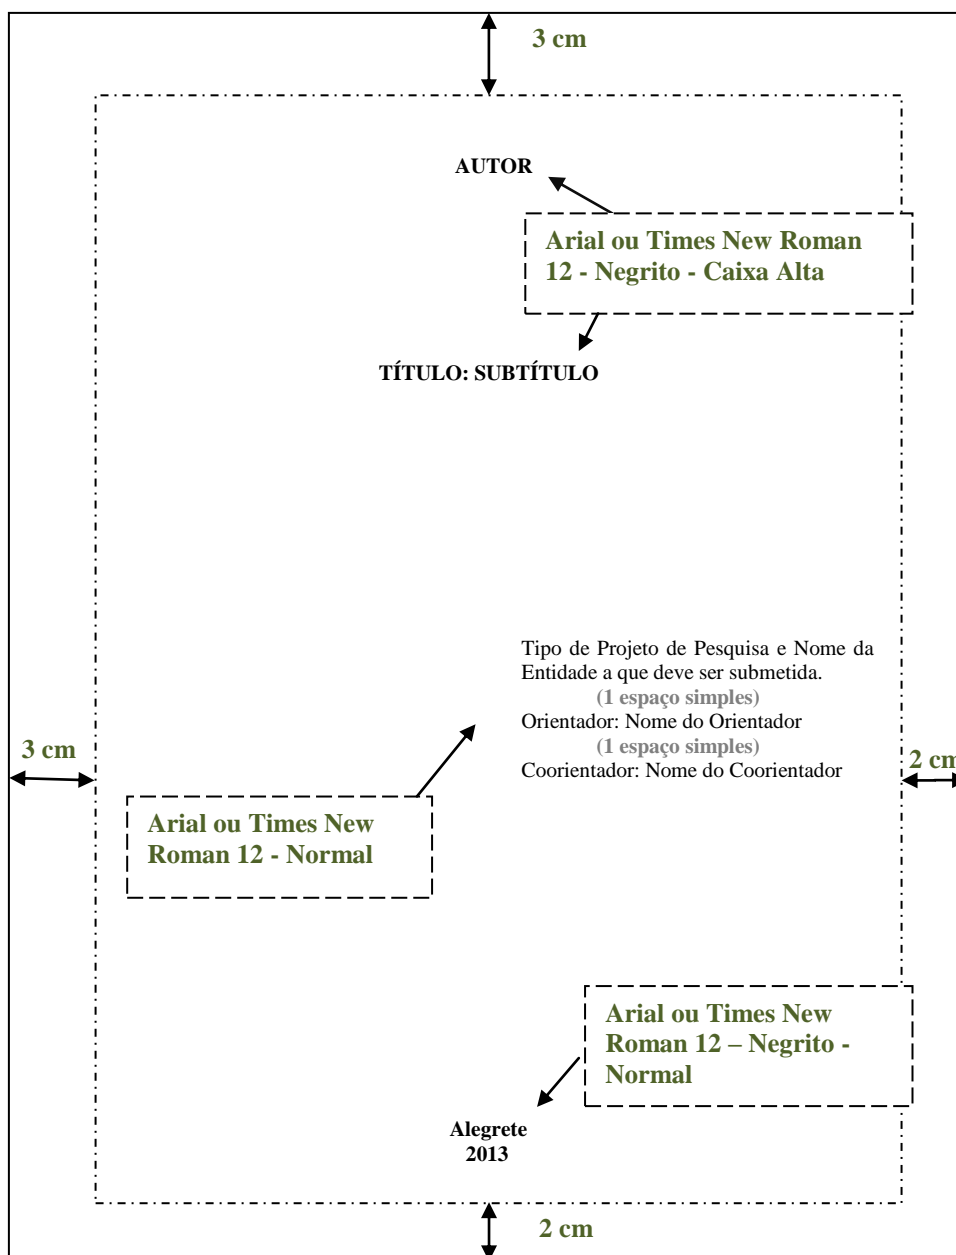 3 cm
AUTOR
Arial ou Times New Roman
12 - Negrito - Caixa Alta
TÍTULO: SUBTÍTULO
Tipo de Projeto de Pesquisa e Nome da
Entidade a que deve ser submetida.
(1 espaço simples)
Orientador: Nome do Orientador
(1 espaço simples)
Coorientador: Nome do Coorientador
3 cm
2 cm
Arial ou Times New
Roman 12 - Normal
Arial ou Times New
Roman 12 – Negrito -
Normal
Alegrete
2013
2 cm